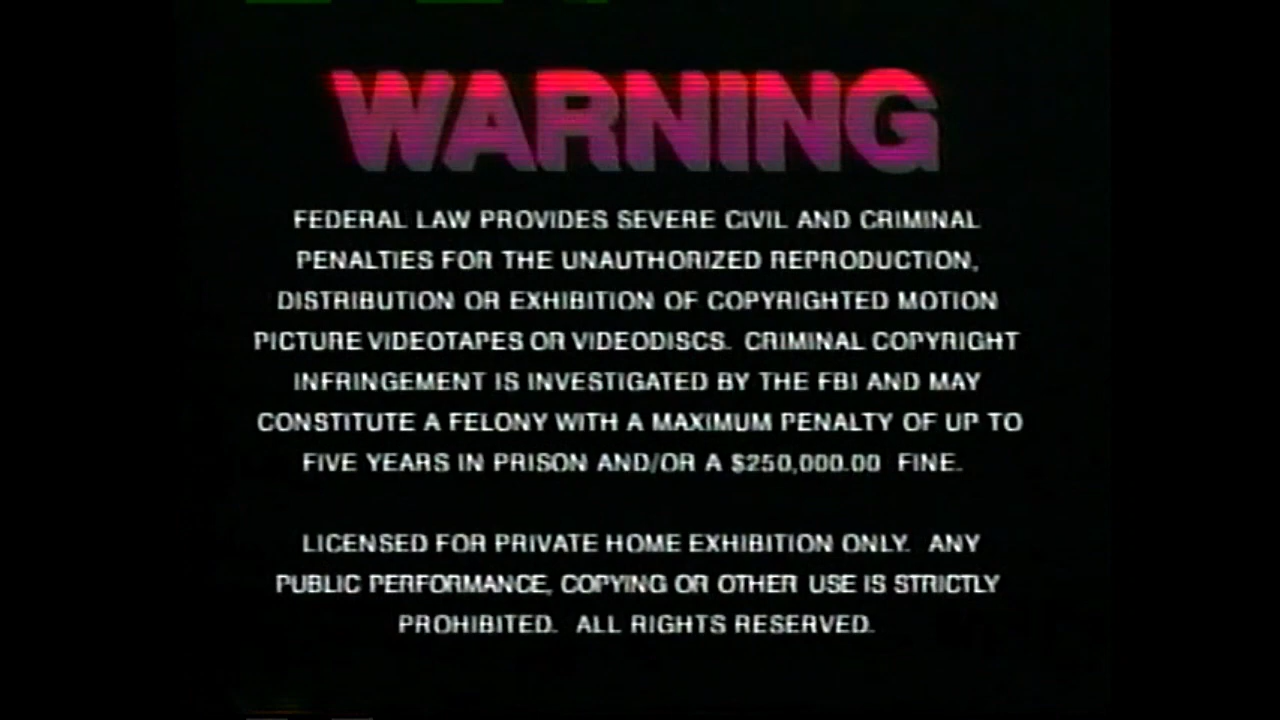 WARNING
FEDERAL LAW PROVIDES SEVERE CIVIL AND CRIMINAL
PENALTIES FOR THE UNAUTHORIZED REPRODUCTION,
DISTRIBUTION OR EXHIBITION OF COPYRIGHTED MOTION
PICTURE VIDEOTAPES OR VIDEODISCS. CRIMINAL COPYRIGHT
INFRINGEMENT IS INVESTIGATED BY THE FBI AND MAY
CONSTITUTE A FELONY WITH A MAXIMUM PENALTY OF UP TO
FIVE YEARS IN PRISON AND/OR A $250,000.00 FINE.
LICENSED FOR PRIVATE HOME EXHIBITION ONLY. ANY
PUBLIC PERFORMANCE, COPYING OR OTHER USE IS STRICTLY
PROHIBITED. ALL RIGHTS RESERVED.